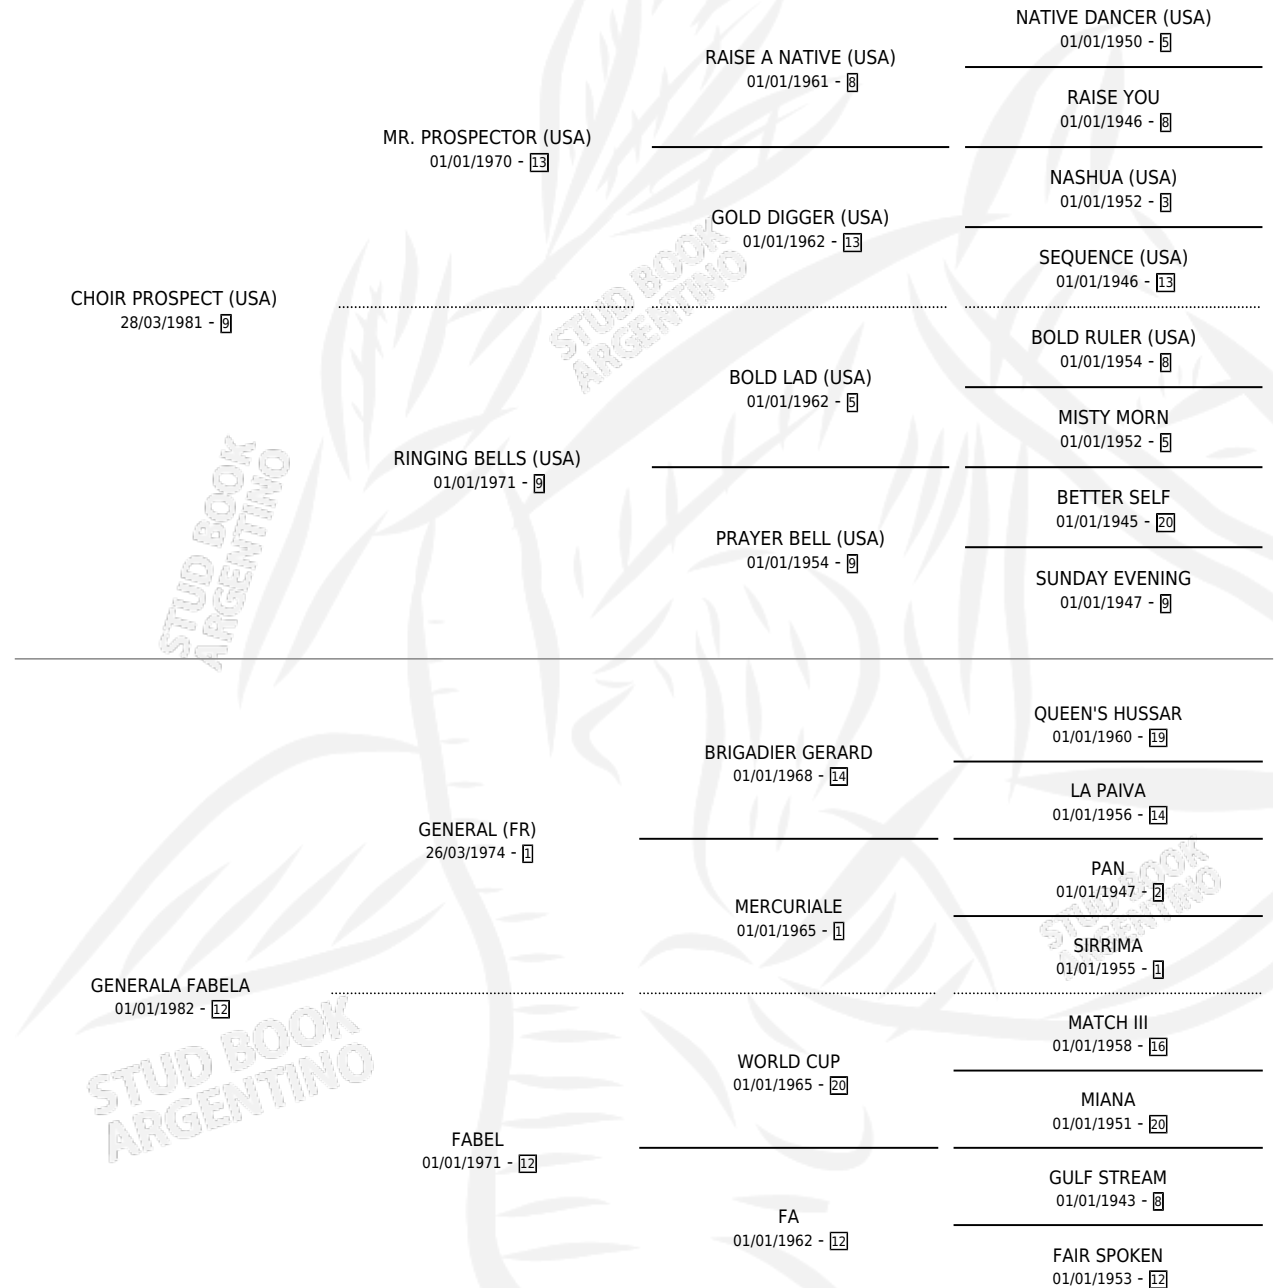 NATIVE DANCER (USA)
01/01/1950 - 5
RAISE A NATIVE (USA)
01/01/1961 - 8
RAISE YOU
01/01/1946 - 8
MR. PROSPECTOR (USA)
01/01/1970 - 13
NASHUA (USA)
01/01/1952 - 3
GOLD DIGGER (USA)
01/01/1962 - 13
SEQUENCE (USA)
01/01/1946 - 13
CHOIR PROSPECT (USA)
28/03/1981 - 9
STUD BOOK
ARGENTINO
BOLD RULER (USA)
01/01/1954 - 8
BOLD LAD (USA)
01/01/1962 - 5
MISTY MORN
01/01/1952 - 5
RINGING BELLS (USA)
01/01/1971 - 9
STUD BOOK
ARGENTINO
BETTER SELF
01/01/1945 - 20
PRAYER BELL (USA)
01/01/1954 - 9
SUNDAY EVENING
01/01/1947 - 9
QUEEN'S HUSSAR
01/01/1960 - 19
BRIGADIER GERARD
01/01/1968 - 14
LA PAIVA
01/01/1956 - 14
GENERAL (FR)
26/03/1974 - 1
PAN
01/01/1947 - 2
MERCURIALE
01/01/1965 - 1
STUD BOOK
ARGENTINO
SIRRIMA
01/01/1955 - 1
GENERALA FABELA
01/01/1982 - 12
STUD BOOK
ARGENTINO
MATCH III
01/01/1958 - 16
WORLD CUP
01/01/1965 - 20
MIANA
01/01/1951 - 20
FABEL
01/01/1971 - 12
GULF STREAM
01/01/1943 - 8
FA
01/01/1962 - 12
FAIR SPOKEN
01/01/1953 - 12